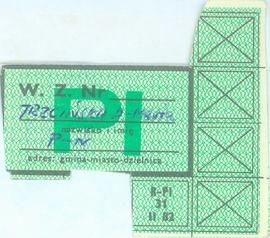 W. Z. Nr
PI
nazwisko i imię
P-N
adres: gmina-miasto-dzielnica
R-PI
31
II 82